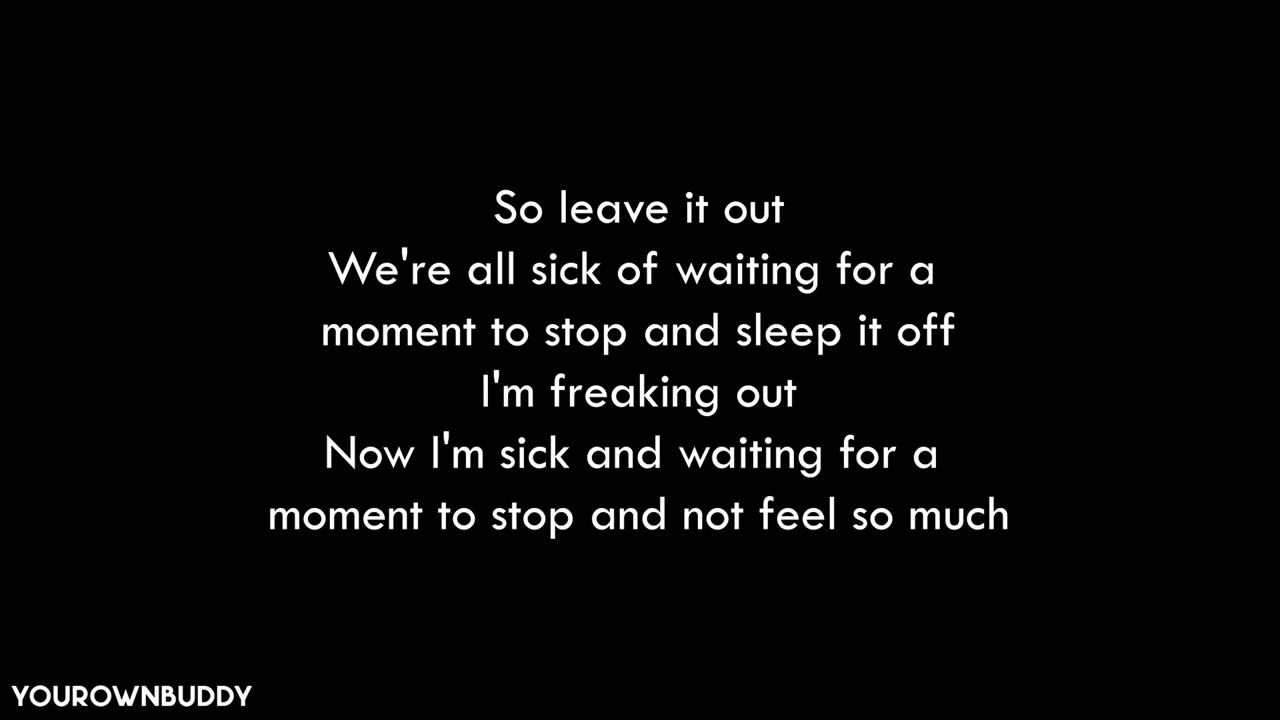 So leave it out
We're all sick of waiting for a
moment to stop and sleep it off
I'm freaking out
Now I'm sick and waiting for a
moment to stop and not feel so much
YOUROWNBUDDY